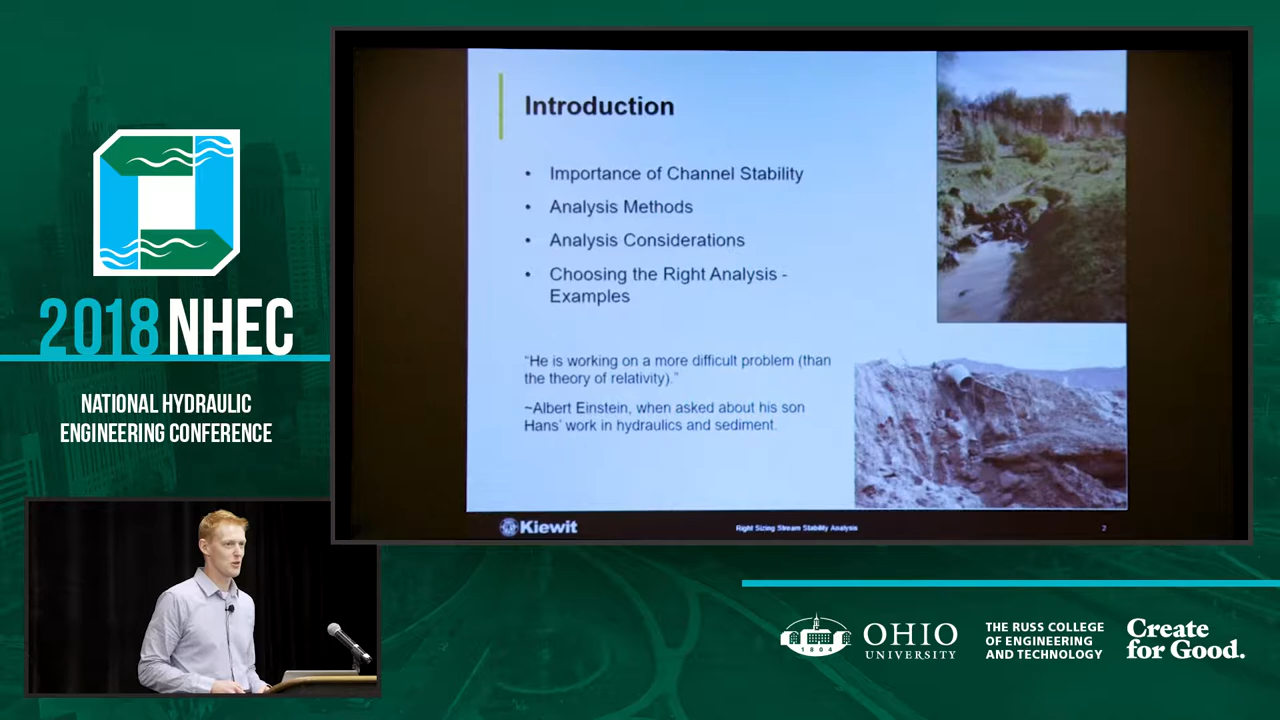 2018 NHEC
NATIONAL HYDRAULIC
ENGINEERING CONFERENCE
Introduction
• Importance of Channel Stability
• Analysis Methods
• Analysis Considerations
• Choosing the Right Analysis -
Examples
“He is working on a more difficult problem (than
the theory of relativity).”
~Albert Einstein, when asked about his son
Hans’ work in hydraulics and sediment.
Kiewit
Right Sizing Stream Stability Analysis
2
1804
OHIO
UNIVERSITY
THE RUSS COLLEGE
OF ENGINEERING
AND TECHNOLOGY
Create
for Good.